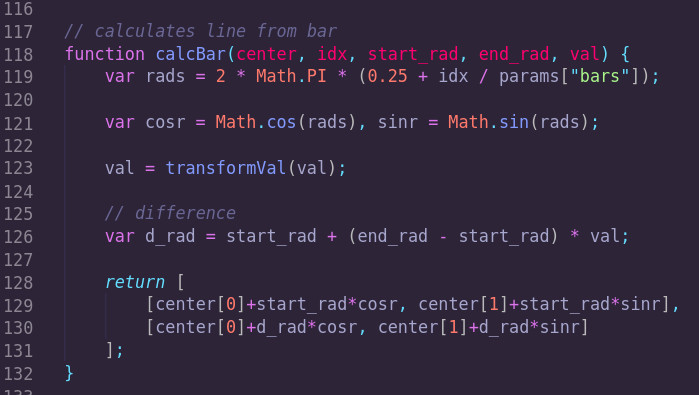 116
117 // calculates line from bar
118 function calcBar(center, idx, start_rad, end_rad, val) {
119 var rads = 2 * Math.PI * (0.25 + idx / params["bars"]);
120
121 var cosr = Math.cos(rads), sinr = Math.sin(rads);
122
123 val = transformVal(val);
124
125 // difference
126 var d_rad = start_rad + (end_rad - start_rad) * val;
127
128 return [
129 [center[0]+start_rad*cosr, center[1]+start_rad*sinr],
130 [center[0]+d_rad*cosr, center[1]+d_rad*sinr]
131 ];
132 }